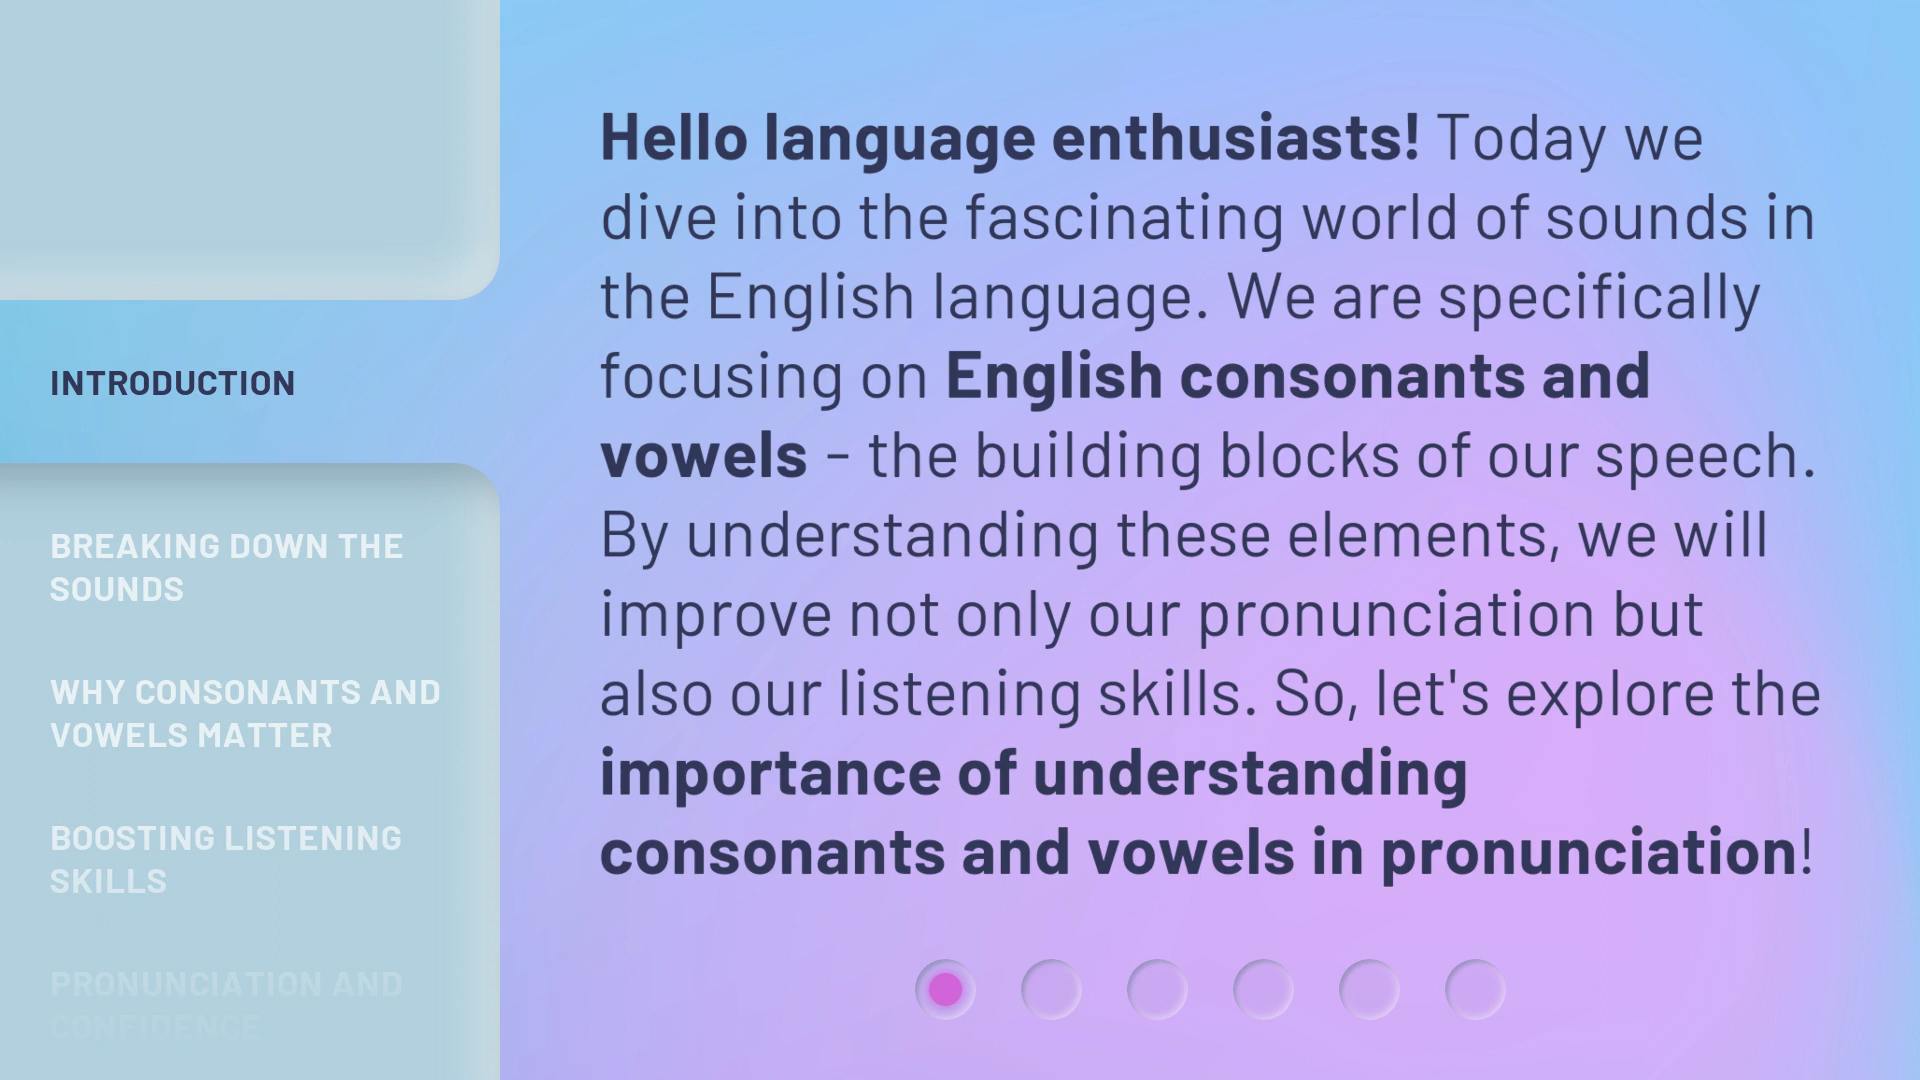 INTRODUCTION
BREAKING DOWN THE
SOUNDS
WHY CONSONANTS AND
VOWELS MATTER
BOOSTING LISTENING
SKILLS
PRONUNCIATION AND
CONFIDENCE
Hello language enthusiasts! Today we
dive into the fascinating world of sounds in
the English language. We are specifically
focusing on English consonants and
vowels - the building blocks of our speech.
By understanding these elements, we will
improve not only our pronunciation but
also our listening skills. So, let's explore the
importance of understanding
consonants and vowels in pronunciation!